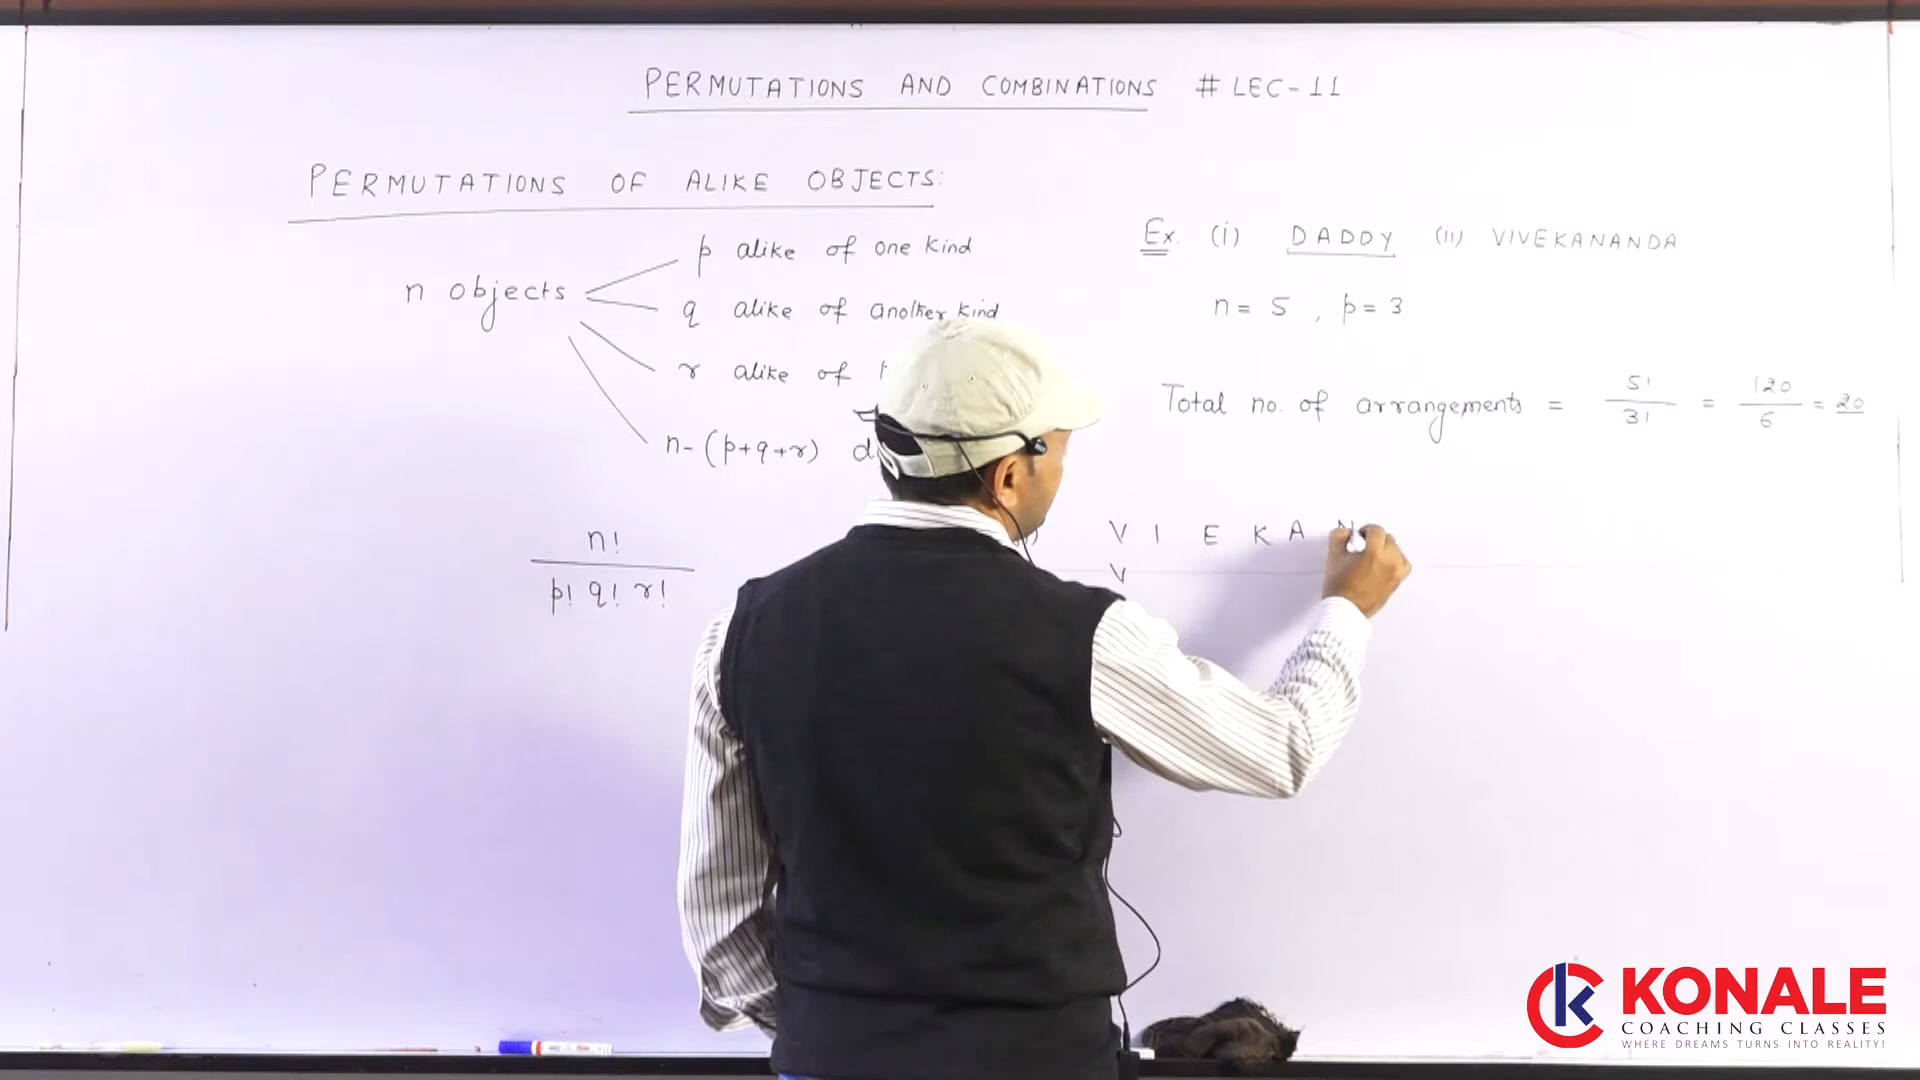 PERMUTATIONS AND COMBINATIONS # LEC-11
PERMUTATIONS OF ALIKE OBJECTS:
n objects
p alike of one kind
q alike of another kind
r alike of
n-(p+q+r)
n!
p! q! r!
Ex. (i) DADDY (ii) VIVEKANANDA
n = 5 , p = 3
Total no. of arrangements = 5! / 3! = 120 / 6 = 20
V I E K A N
V
KONALE
COACHING CLASSES
WHERE DREAMS TURNS INTO REALITY!